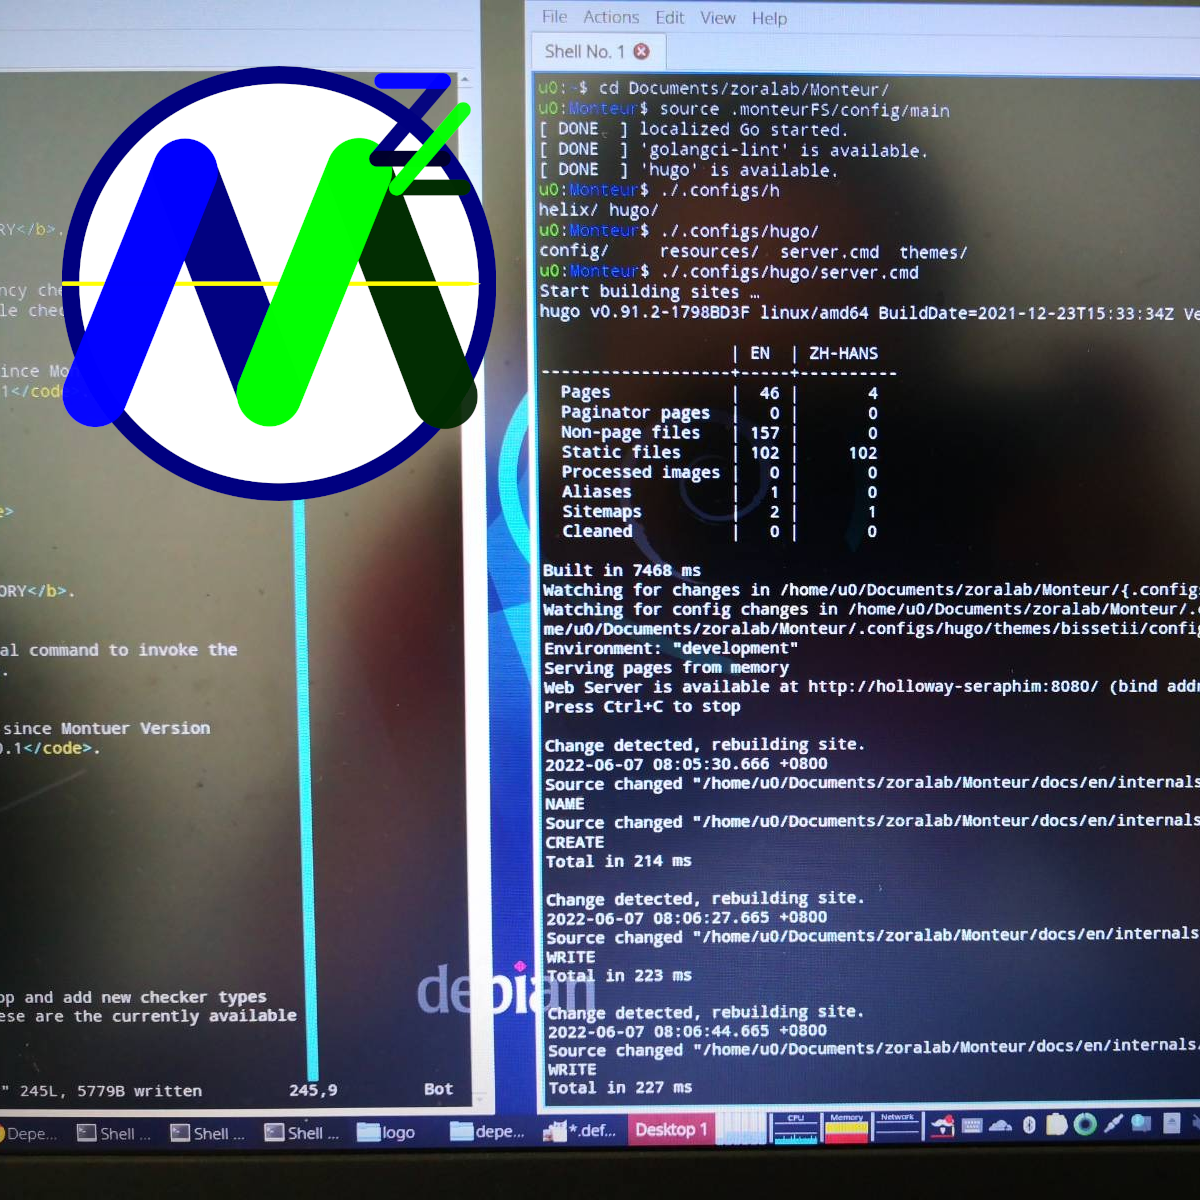 RY</b>.
ncy che
le chec
ince Mo
1</cod
e>
ORY</b>.
al command to invoke the
.
since Montuer Version
0.1</code>.
op and add new checker types
ese are the currently available
" 245L, 5779B written 245,9 Bot
debian
File Actions Edit View Help
Shell No. 1
u0:~$ cd Documents/zoralab/Monteur/
u0:Monteur$ source .monteurFS/config/main
[ DONE ] localized Go started.
[ DONE ] 'golangci-lint' is available.
[ DONE ] 'hugo' is available.
u0:Monteur$ ./.configs/h
helix/ hugo/
u0:Monteur$ ./.configs/hugo/
config/ resources/ server.cmd themes/
u0:Monteur$ ./.configs/hugo/server.cmd
Start building sites …
hugo v0.91.2-1798BD3F linux/amd64 BuildDate=2021-12-23T15:33:34Z Ve
| EN | ZH-HANS
-------------------+-----+----------
Pages | 46 | 4
Paginator pages | 0 | 0
Non-page files | 157 | 0
Static files | 102 | 102
Processed images | 0 | 0
Aliases | 1 | 0
Sitemaps | 2 | 1
Cleaned | 0 | 0
Built in 7468 ms
Watching for changes in /home/u0/Documents/zoralab/Monteur/{.config
Watching for config changes in /home/u0/Documents/zoralab/Monteur/.
me/u0/Documents/zoralab/Monteur/.configs/hugo/themes/bissetii/config
Environment: "development"
Serving pages from memory
Web Server is available at http://holloway-seraphim:8080/ (bind addr
Press Ctrl+C to stop
Change detected, rebuilding site.
2022-06-07 08:05:30.666 +0800
Source changed "/home/u0/Documents/zoralab/Monteur/docs/en/internals
NAME
Source changed "/home/u0/Documents/zoralab/Monteur/docs/en/internals
CREATE
Total in 214 ms
Change detected, rebuilding site.
2022-06-07 08:06:27.665 +0800
Source changed "/home/u0/Documents/zoralab/Monteur/docs/en/internals
WRITE
Total in 223 ms
Change detected, rebuilding site.
2022-06-07 08:06:44.665 +0800
Source changed "/home/u0/Documents/zoralab/Monteur/docs/en/internals.
WRITE
Total in 227 ms
Depe... Shell ... Shell ... Shell ... logo depe... *.def... Desktop 1 CPU Memory Network